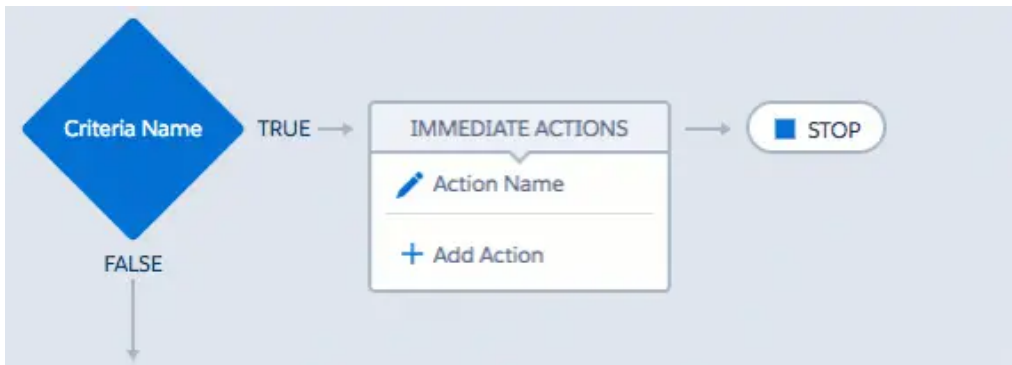 Criteria Name
TRUE
IMMEDIATE ACTIONS
STOP
Action Name
Add Action
FALSE